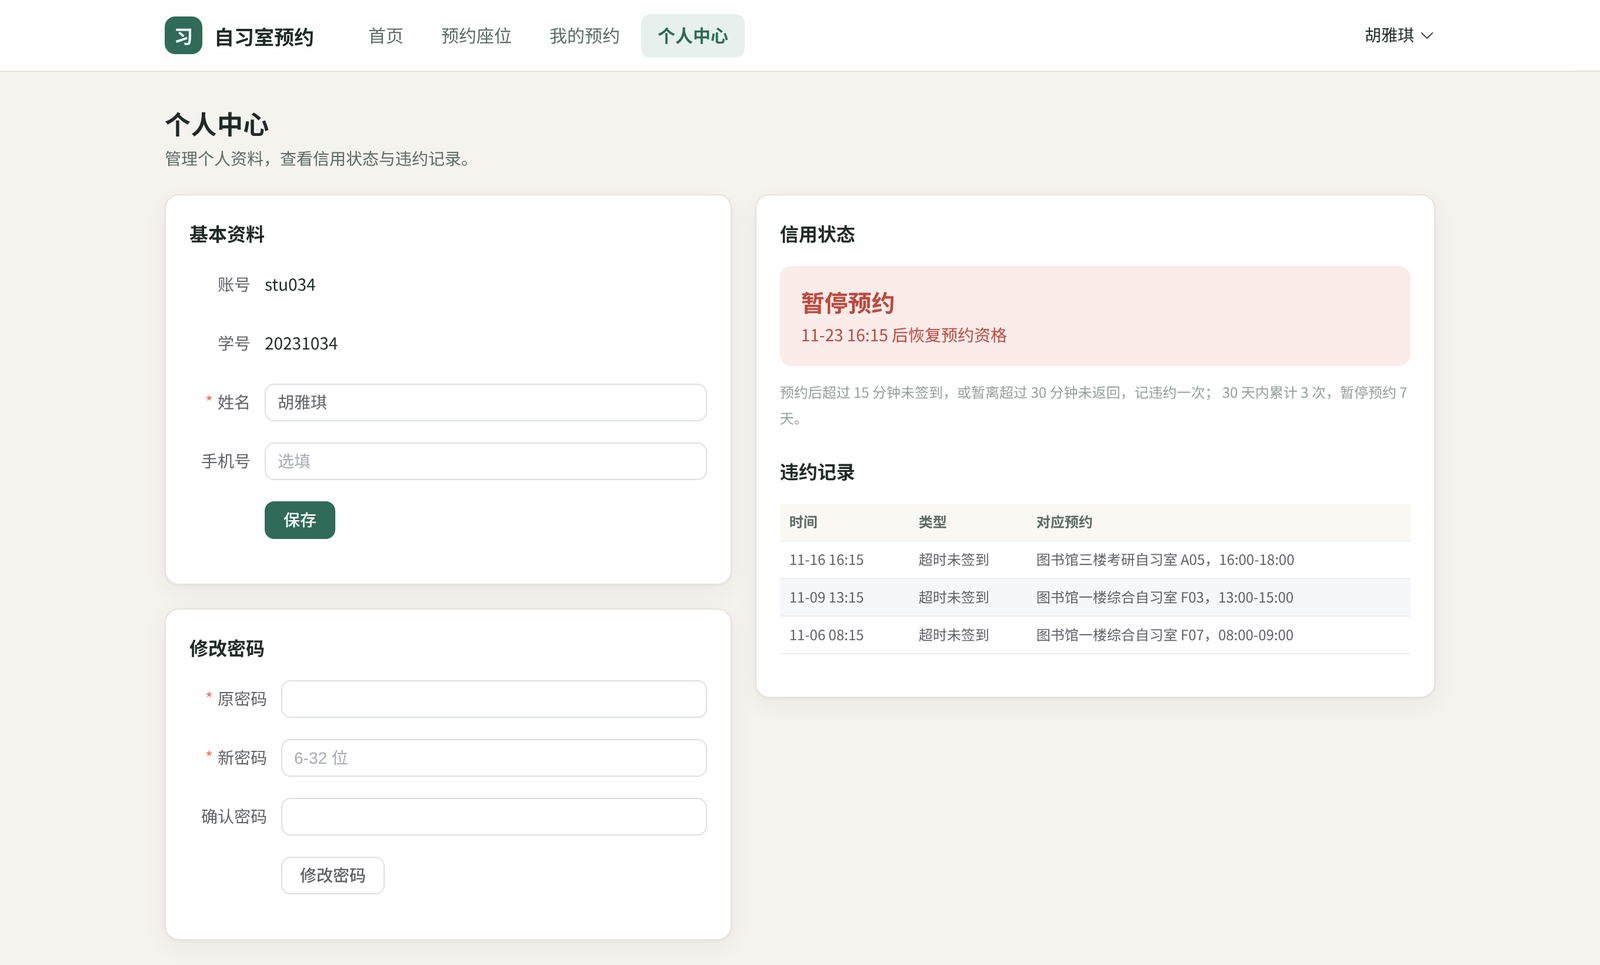 习 自习室预约 首页 预约座位 我的预约 个人中心 胡雅琪
个人中心
管理个人资料，查看信用状态与违约记录。
基本资料
账号 stu034
学号 20231034
* 姓名 胡雅琪
手机号 选填
保存
修改密码
* 原密码
* 新密码 6-32 位
确认密码
修改密码
信用状态
暂停预约
11-23 16:15 后恢复预约资格
预约后超过 15 分钟未签到，或暂离超过 30 分钟未返回，记违约一次； 30 天内累计 3 次，暂停预约 7
天。
违约记录
时间 类型 对应预约
11-16 16:15 超时未签到 图书馆三楼考研自习室 A05，16:00-18:00
11-09 13:15 超时未签到 图书馆一楼综合自习室 F03，13:00-15:00
11-06 08:15 超时未签到 图书馆一楼综合自习室 F07，08:00-09:00